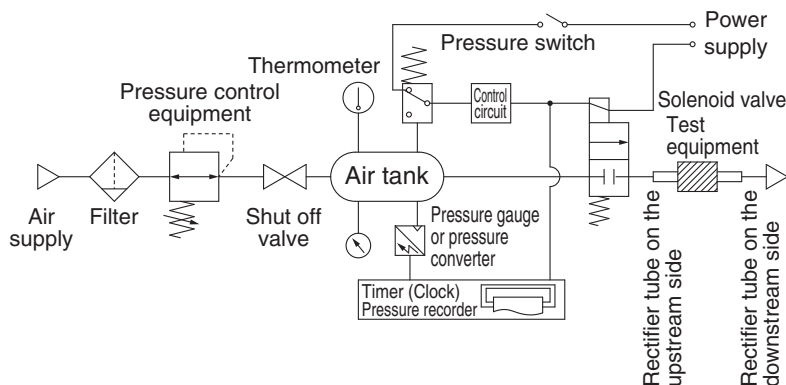 Power
supply
Pressure switch
Thermometer
Pressure control
equipment
Control
circuit
Solenoid valve
Test
equipment
Air tank
Air
supply
Filter
Shut off
valve
Pressure gauge
or pressure
converter
Timer (Clock)
Pressure recorder
Rectifier tube on the
upstream side
Rectifier tube on the
downstream side